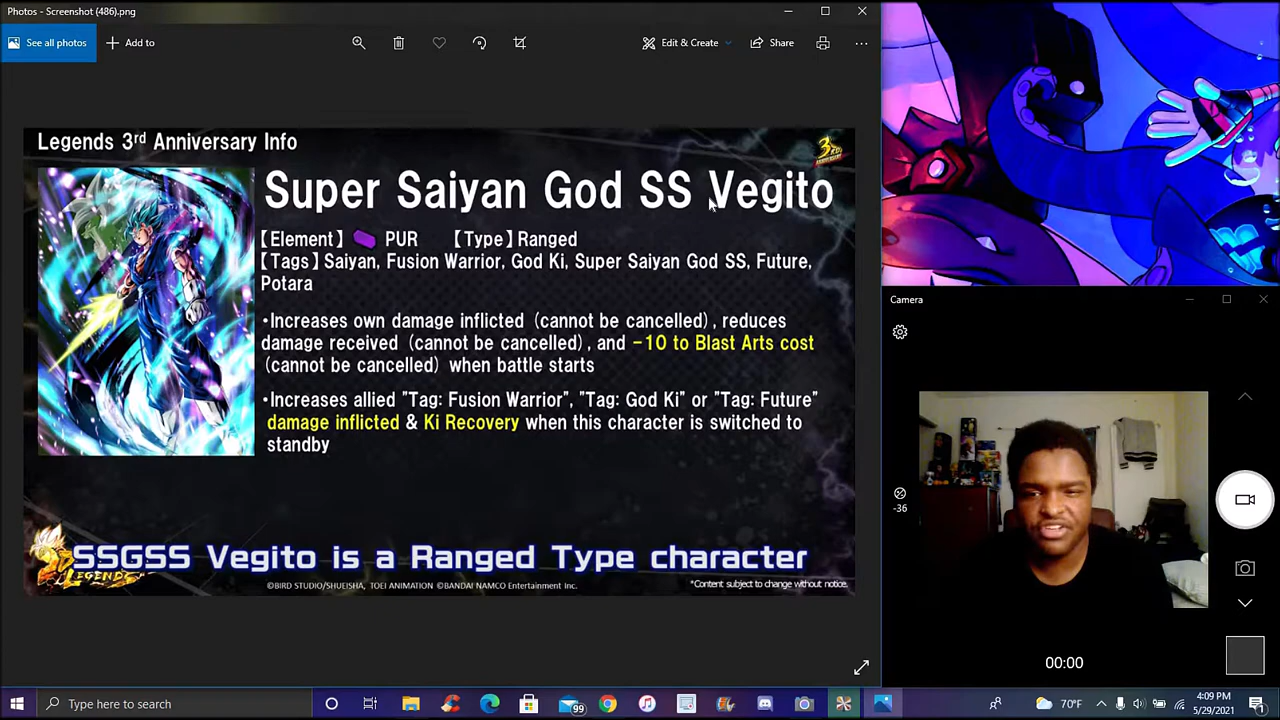 Photos - Screenshot (486).png
See all photos
Add to
Edit & Create
Share
Legends 3rd Anniversary Info
3rd
Super Saiyan God SS Vegito
【Element】 PUR 【Type】Ranged
【Tags】Saiyan, Fusion Warrior, God Ki, Super Saiyan God SS, Future,
Potara
・Increases own damage inflicted (cannot be cancelled), reduces
damage received (cannot be cancelled), and -10 to Blast Arts cost
(cannot be cancelled) when battle starts
・Increases allied "Tag: Fusion Warrior", "Tag: God Ki" or "Tag: Future"
damage inflicted & Ki Recovery when this character is switched to
standby
SSGSS Vegito is a Ranged Type character
LEGENDS
©BIRD STUDIO/SHUEISHA, TOEI ANIMATION ©BANDAI NAMCO Entertainment Inc.
*Content subject to change without notice.
Camera
-36
00:00
Type here to search
99
70°F
4:09 PM
5/29/2021